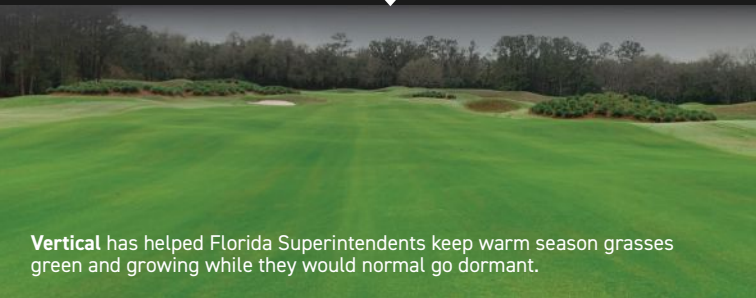 Vertical has helped Florida Superintendents keep warm season grasses
green and growing while they would normal go dormant.